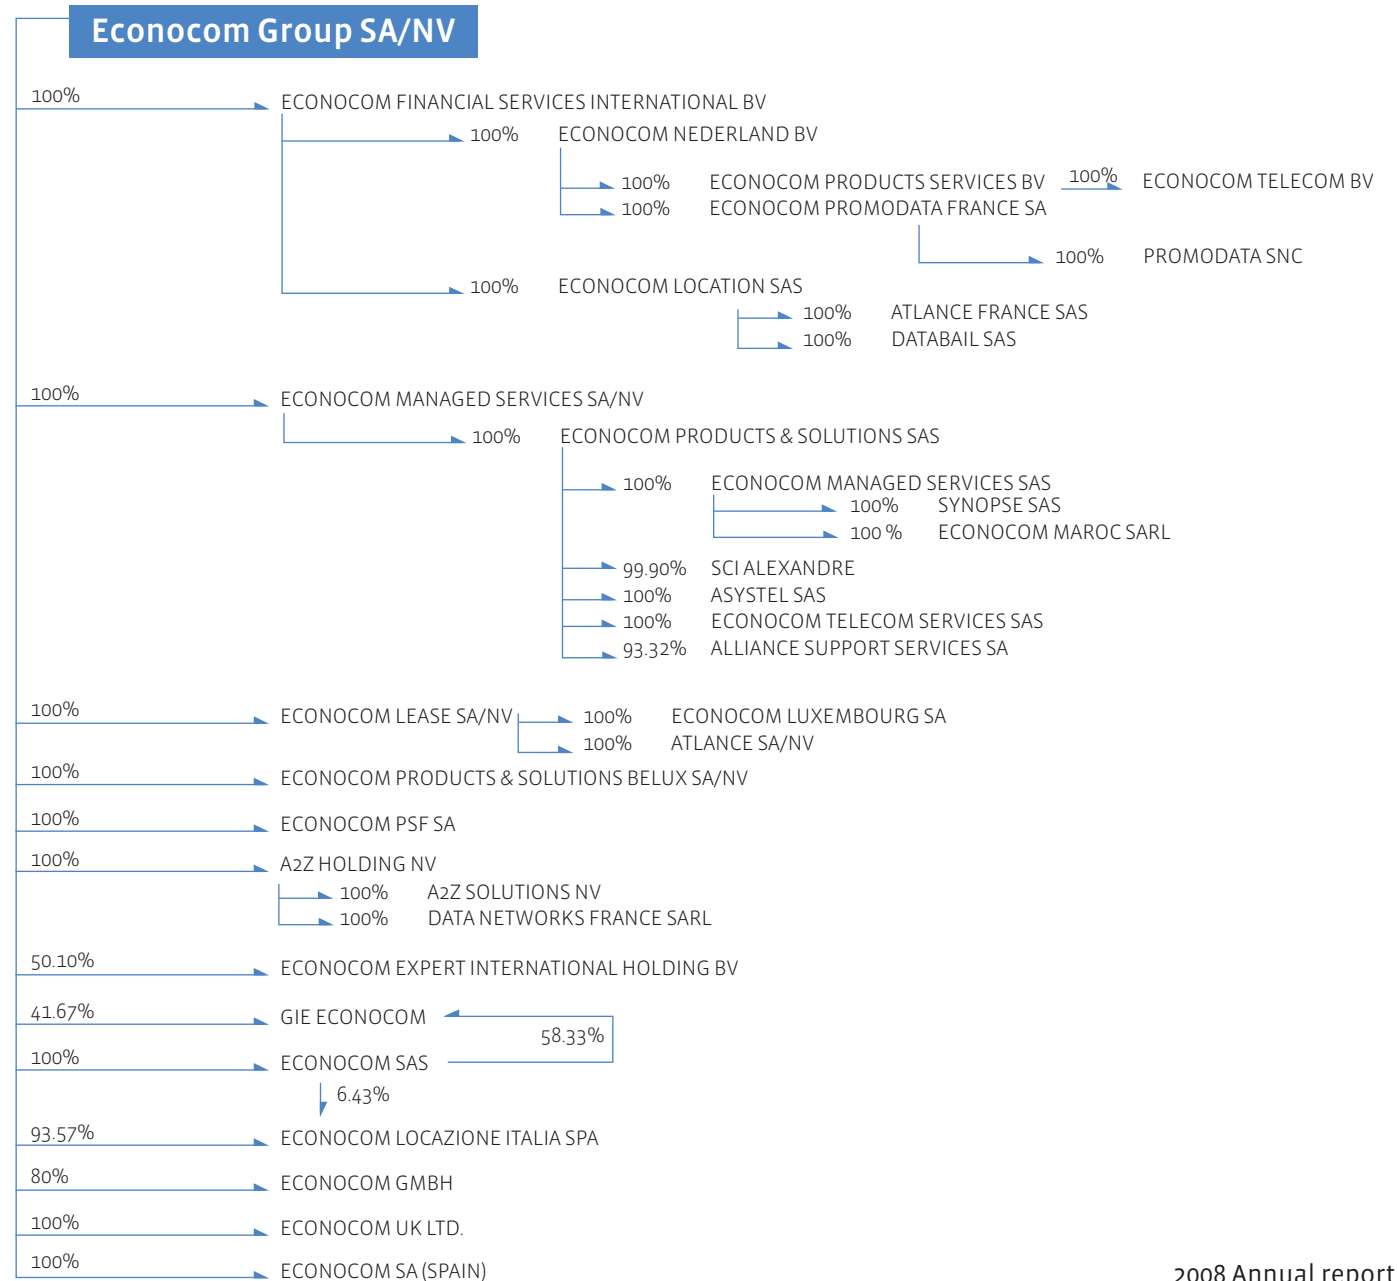 Econocom Group SA/NV
100% ECONOCOM FINANCIAL SERVICES INTERNATIONAL BV
100% ECONOCOM NEDERLAND BV
100% ECONOCOM PRODUCTS SERVICES BV 100% ECONOCOM TELECOM BV
100% ECONOCOM PROMODATA FRANCE SA
100% PROMODATA SNC
100% ECONOCOM LOCATION SAS
100% ATLANCE FRANCE SAS
100% DATABAIL SAS
100% ECONOCOM MANAGED SERVICES SA/NV
100% ECONOCOM PRODUCTS & SOLUTIONS SAS
100% ECONOCOM MANAGED SERVICES SAS
100% SYNOPSE SAS
100 % ECONOCOM MAROC SARL
99.90% SCI ALEXANDRE
100% ASYSTEL SAS
100% ECONOCOM TELECOM SERVICES SAS
93.32% ALLIANCE SUPPORT SERVICES SA
100% ECONOCOM LEASE SA/NV 100% ECONOCOM LUXEMBOURG SA
100% ATLANCE SA/NV
100% ECONOCOM PRODUCTS & SOLUTIONS BELUX SA/NV
100% ECONOCOM PSF SA
100% A2Z HOLDING NV
100% A2Z SOLUTIONS NV
100% DATA NETWORKS FRANCE SARL
50.10% ECONOCOM EXPERT INTERNATIONAL HOLDING BV
41.67% GIE ECONOCOM
58.33%
100% ECONOCOM SAS
6.43%
93.57% ECONOCOM LOCAZIONE ITALIA SPA
80% ECONOCOM GMBH
100% ECONOCOM UK LTD.
100% ECONOCOM SA (SPAIN)
2008 Annual report